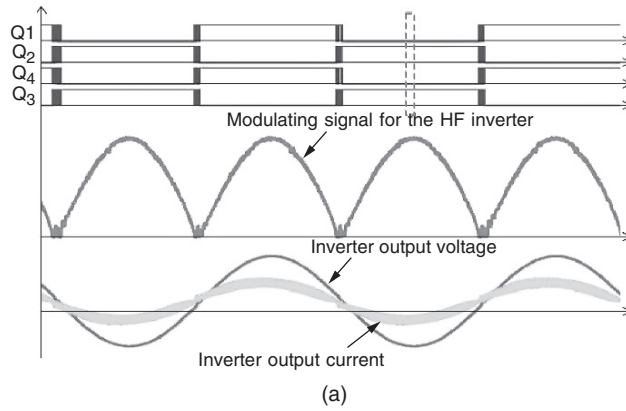 Q1
Q2
Q4
Q3
Modulating signal for the HF inverter
Inverter output voltage
Inverter output current
(a)